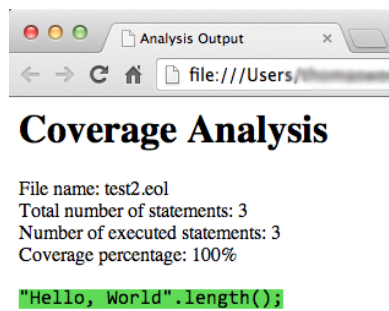 Analysis Output
file:///Users/
Coverage Analysis
File name: test2.eol
Total number of statements: 3
Number of executed statements: 3
Coverage percentage: 100%
"Hello, World".length();